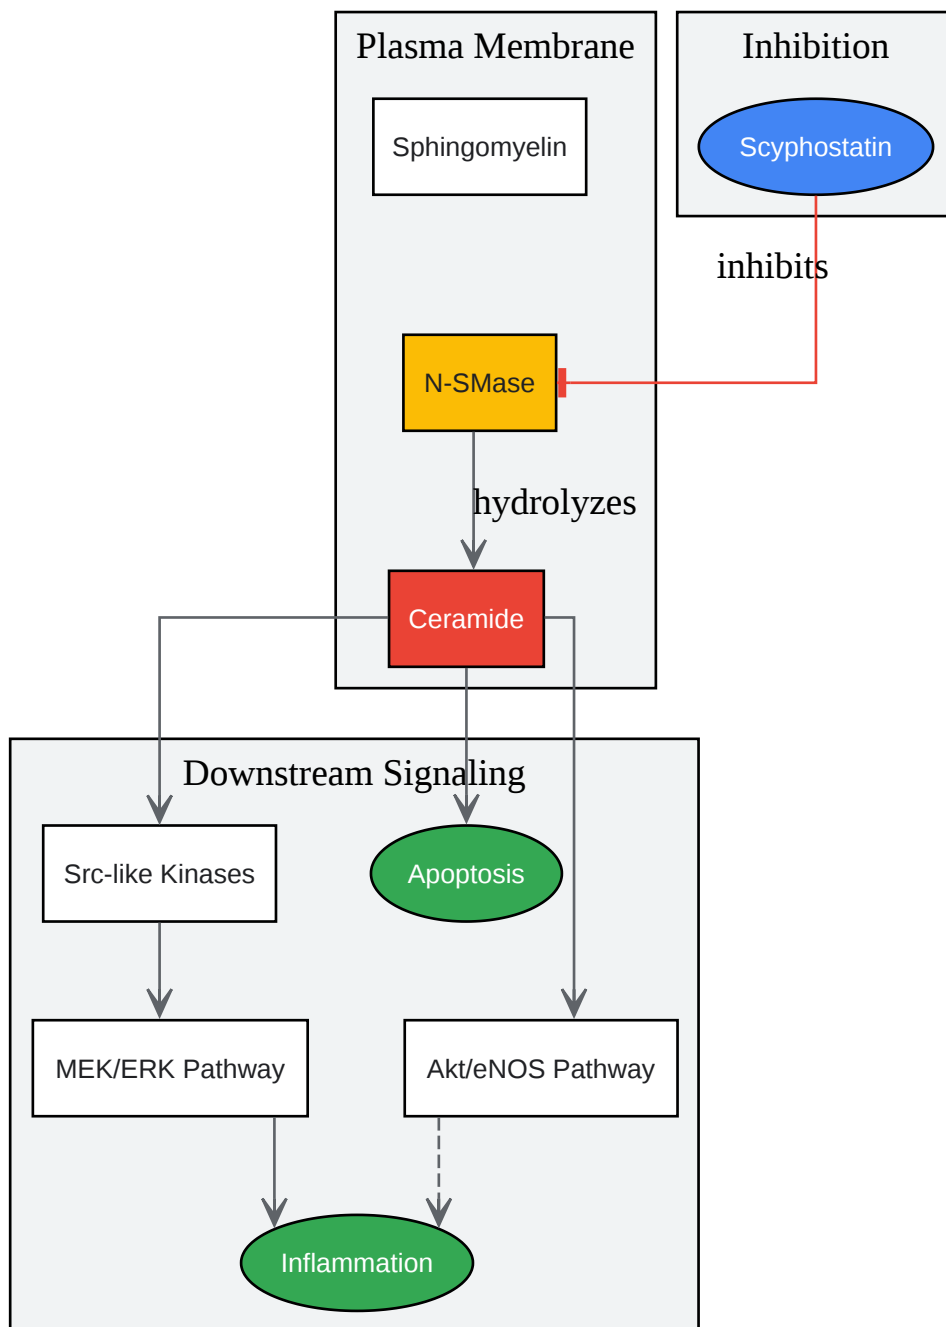 Plasma Membrane
Inhibition
Sphingomyelin
Scyphostatin
inhibits
N-SMase
hydrolyzes
Ceramide
Downstream Signaling
Src-like Kinases
Apoptosis
MEK/ERK Pathway
Akt/eNOS Pathway
Inflammation